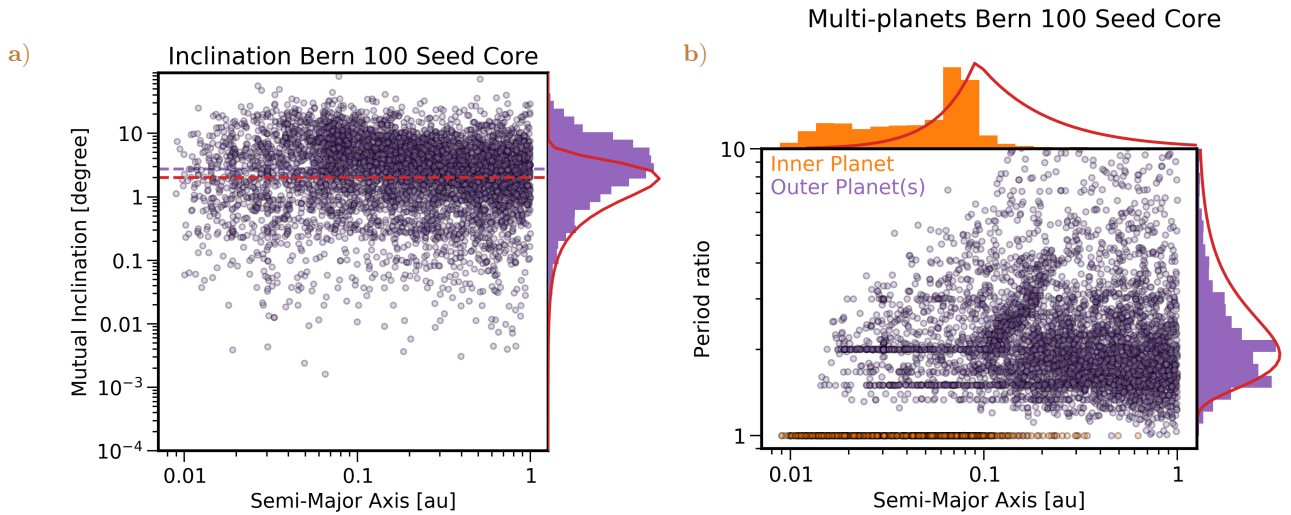 a)
Inclination Bern 100 Seed Core
Mutual Inclination [degree]
10
1
0.1
0.01
10⁻³
10⁻⁴
0.01
0.1
1
Semi-Major Axis [au]
b)
Multi-planets Bern 100 Seed Core
Inner Planet
Outer Planet(s)
Period ratio
10
1
0.01
0.1
1
Semi-Major Axis [au]